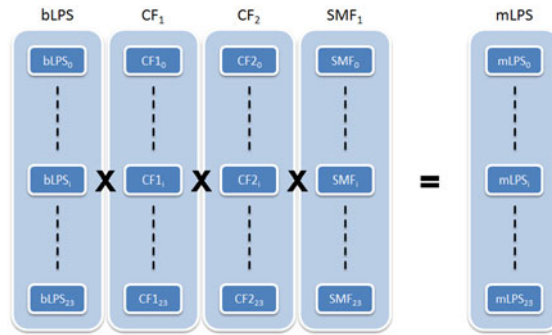 bLPS CF₁ CF₂ SMF₁ mLPS
bLPS₀ CF1₀ CF2₀ SMF₀ mLPS₀
bLPSᵢ X CF1ᵢ X CF2ᵢ X SMFᵢ = mLPSᵢ
bLPS₂₃ CF1₂₃ CF2₂₃ SMF₂₃ mLPS₂₃